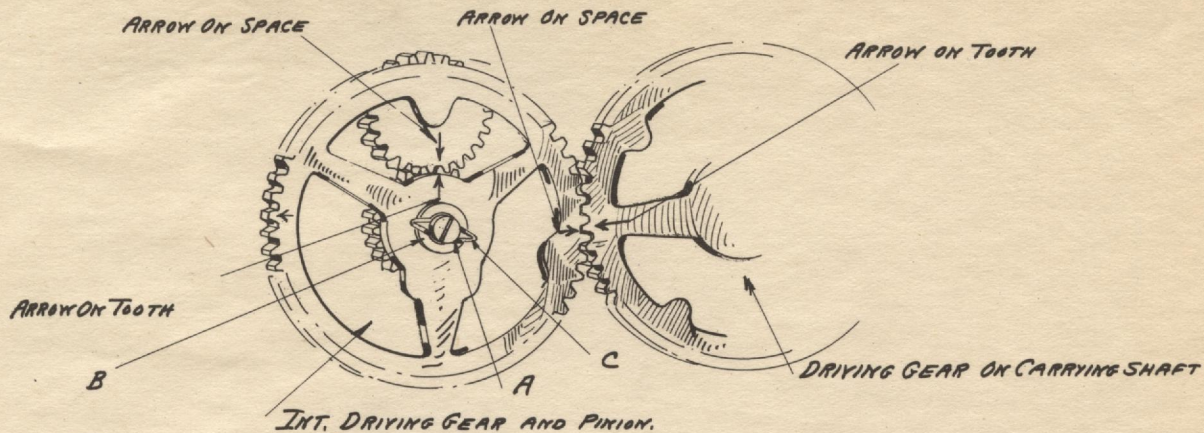 ARROW ON SPACE
ARROW ON SPACE
ARROW ON TOOTH
ARROW ON TOOTH
B
A
C
DRIVING GEAR ON CARRYING SHAFT
INT. DRIVING GEAR AND PINION.